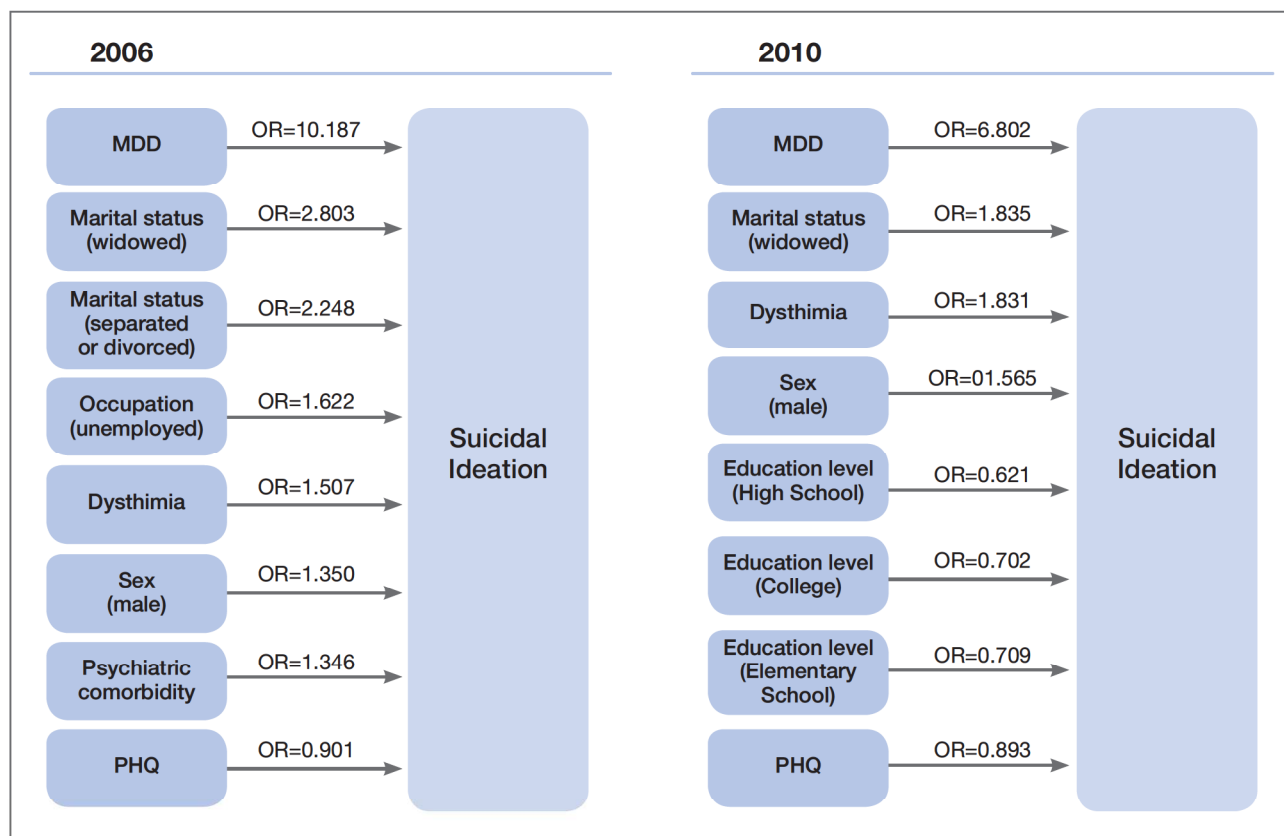 2006
MDD
OR=10.187
Marital status
(widowed)
OR=2.803
Marital status
(separated
or divorced)
OR=2.248
Occupation
(unemployed)
OR=1.622
Dysthimia
OR=1.507
Sex
(male)
OR=1.350
Psychiatric
comorbidity
OR=1.346
PHQ
OR=0.901
Suicidal
Ideation
2010
MDD
OR=6.802
Marital status
(widowed)
OR=1.835
Dysthimia
OR=1.831
Sex
(male)
OR=01.565
Education level
(High School)
OR=0.621
Education level
(College)
OR=0.702
Education level
(Elementary
School)
OR=0.709
PHQ
OR=0.893
Suicidal
Ideation